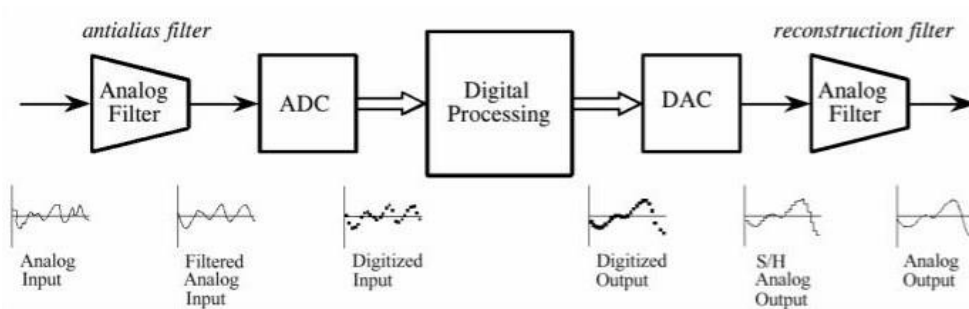 antialias filter
reconstruction filter
Analog
Filter
ADC
Digital
Processing
DAC
Analog
Filter
Analog
Input
Filtered
Analog
Input
Digitized
Input
Digitized
Output
S/H
Analog
Output
Analog
Output